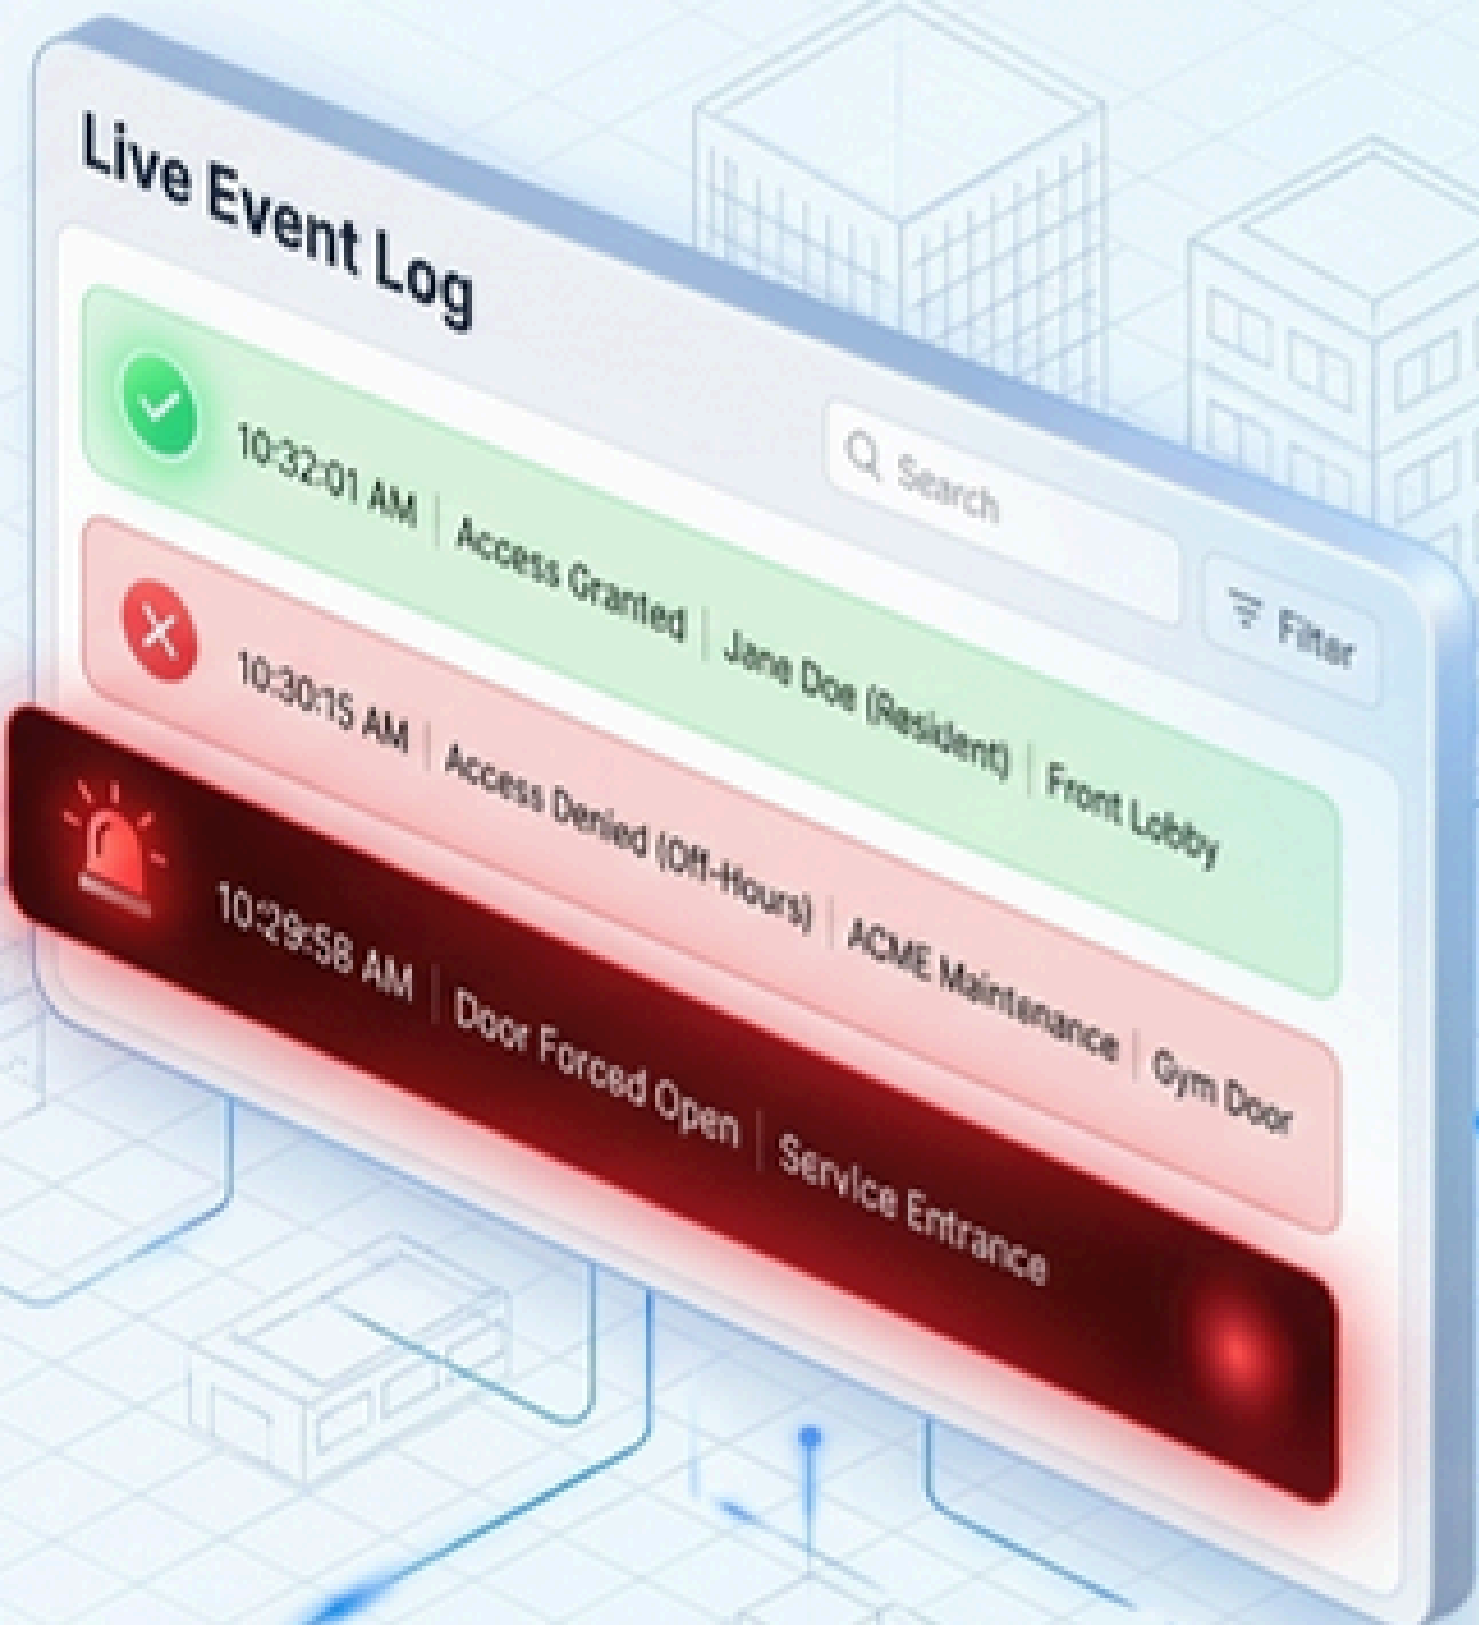 Live Event Log
Search
Filter
10:32:01 AM | Access Granted | Jane Doe (Resident) | Front Lobby
10:30:15 AM | Access Denied (Off-Hours) | ACME Maintenance | Gym Door
10:29:58 AM | Door Forced Open | Service Entrance